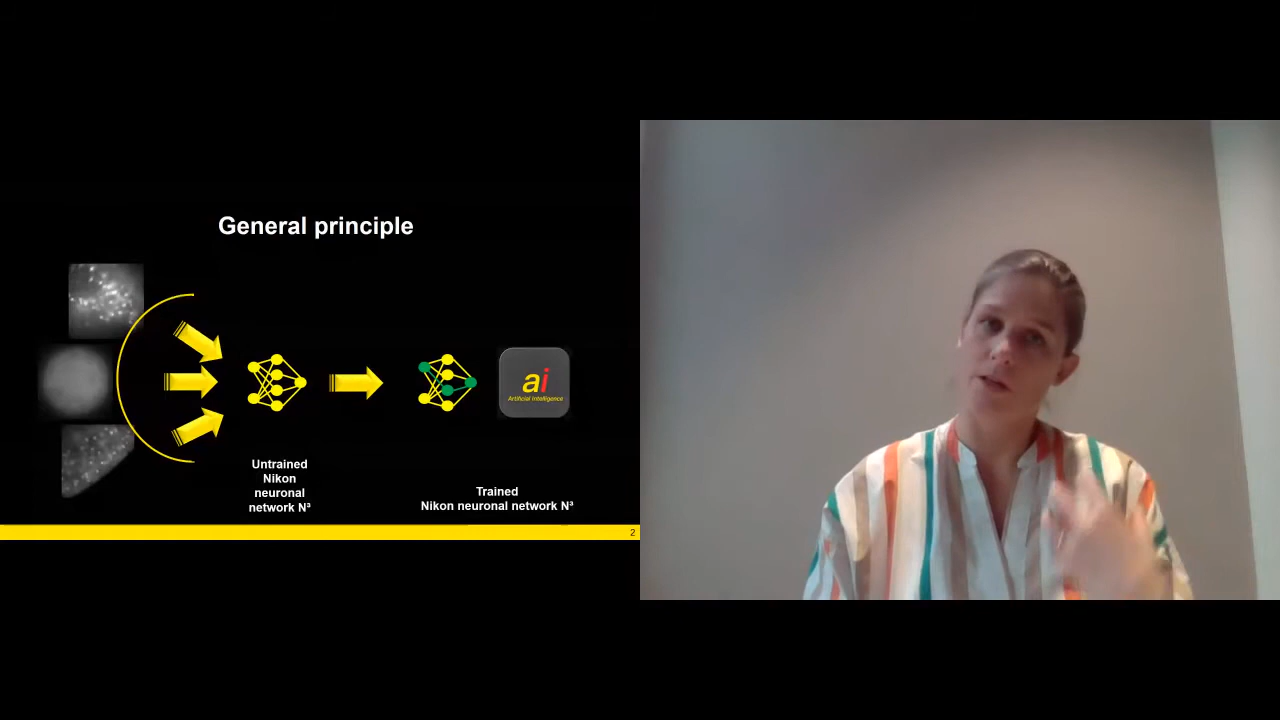 General principle
ai
Artificial Intelligence
Untrained
Nikon
neuronal
network N³
Trained
Nikon neuronal network N³
2